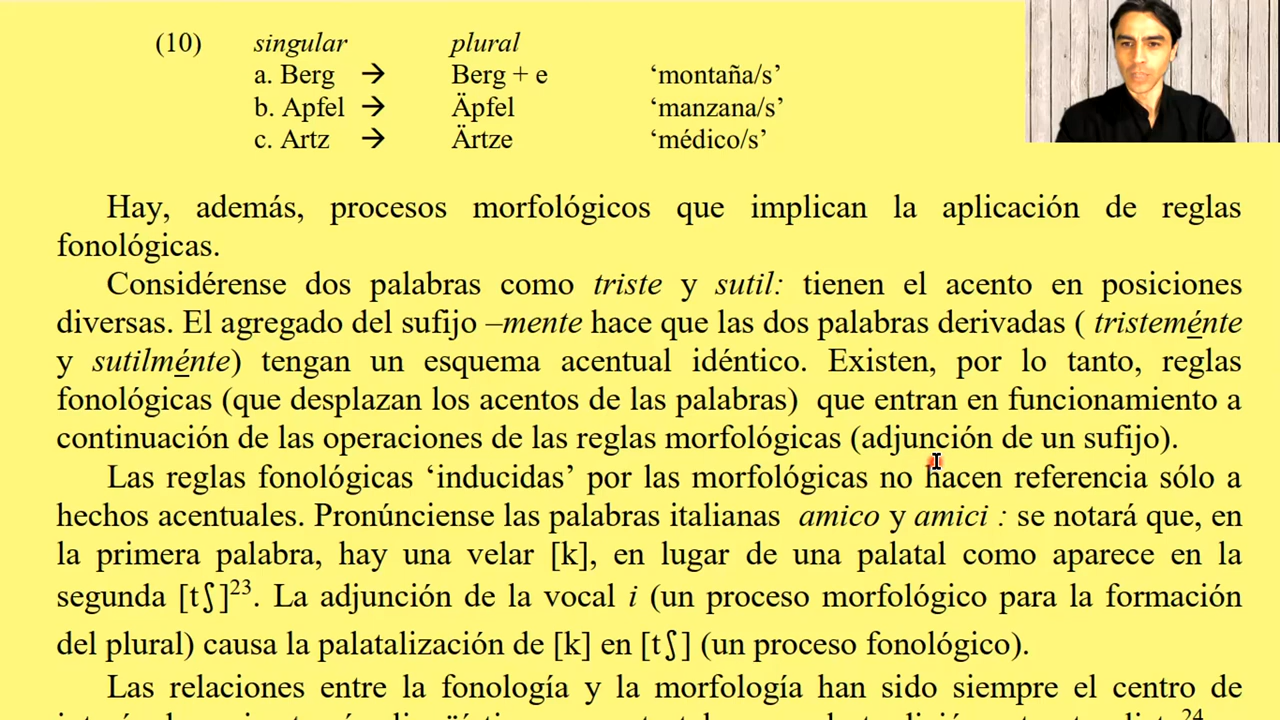 (10) singular plural
a. Berg → Berg + e ‘montaña/s’
b. Apfel → Äpfel ‘manzana/s’
c. Artz → Ärtze ‘médico/s’
Hay, además, procesos morfológicos que implican la aplicación de reglas
fonológicas.
Considérense dos palabras como triste y sutil: tienen el acento en posiciones
diversas. El agregado del sufijo –mente hace que las dos palabras derivadas ( tristeménte
y sutilménte) tengan un esquema acentual idéntico. Existen, por lo tanto, reglas
fonológicas (que desplazan los acentos de las palabras) que entran en funcionamiento a
continuación de las operaciones de las reglas morfológicas (adjunción de un sufijo).
Las reglas fonológicas ‘inducidas’ por las morfológicas no hacen referencia sólo a
hechos acentuales. Pronúnciense las palabras italianas amico y amici : se notará que, en
la primera palabra, hay una velar [k], en lugar de una palatal como aparece en la
segunda [tʃ]23. La adjunción de la vocal i (un proceso morfológico para la formación
del plural) causa la palatalización de [k] en [tʃ] (un proceso fonológico).
Las relaciones entre la fonología y la morfología han sido siempre el centro de
24